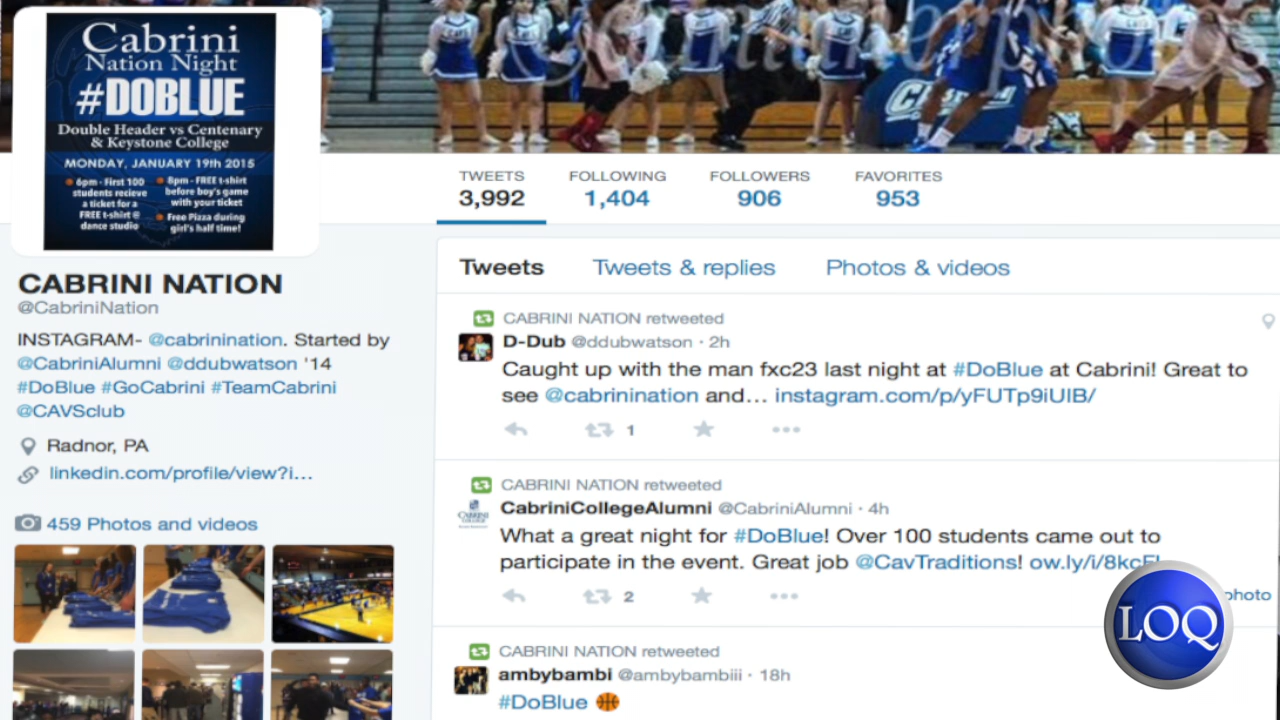 Cabrini
Nation Night
#DOBLUE
Double Header vs Centenary
& Keystone College
MONDAY, JANUARY 19th 2015
6pm - First 100
students recieve
a ticket for a
FREE t-shirt @
dance studio
8pm - FREE t-shirt
before boy's game
with your ticket
Free Pizza during
girl's half time!
TWEETS
3,992
FOLLOWING
1,404
FOLLOWERS
906
FAVORITES
953
CABRINI NATION
@CabriniNation
INSTAGRAM- @cabrinination. Started by
@CabriniAlumni @ddubwatson '14
#DoBlue #GoCabrini #TeamCabrini
@CAVSclub
Radnor, PA
linkedin.com/profile/view?i...
459 Photos and videos
Tweets Tweets & replies Photos & videos
CABRINI NATION retweeted
D-Dub @ddubwatson · 2h
Caught up with the man fxc23 last night at #DoBlue at Cabrini! Great to
see @cabrinination and... instagram.com/p/yFUTp9iUIB/
1
CABRINI NATION retweeted
CABRINI
COLLEGE
CabriniCollegeAlumni @CabriniAlumni · 4h
What a great night for #DoBlue! Over 100 students came out to
participate in the event. Great job @CavTraditions! ow.ly/i/8kcF
2
photo
CABRINI NATION retweeted
ambybambi @ambybambiii · 18h
#DoBlue 🏀
LOQ